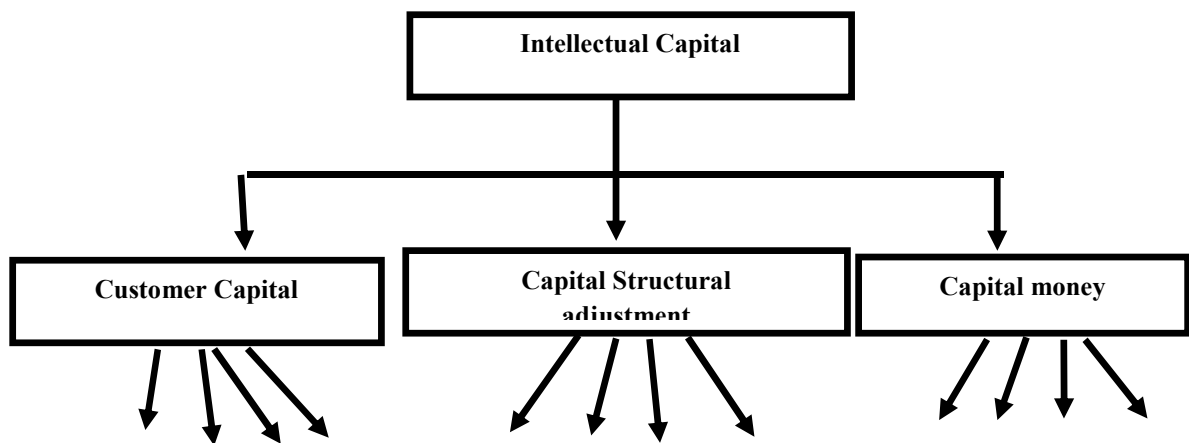 Intellectual Capital
Customer Capital
Capital Structural
adjustment
Capital money